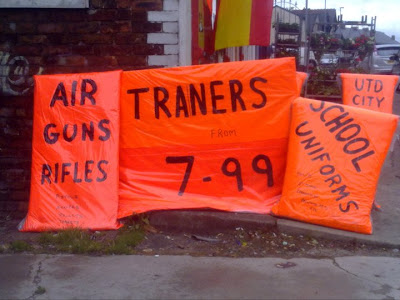 AIR
GUNS
RIFLES
TRANERS
FROM
7-99
SCHOOL
UNIFORMS
UTD
CITY